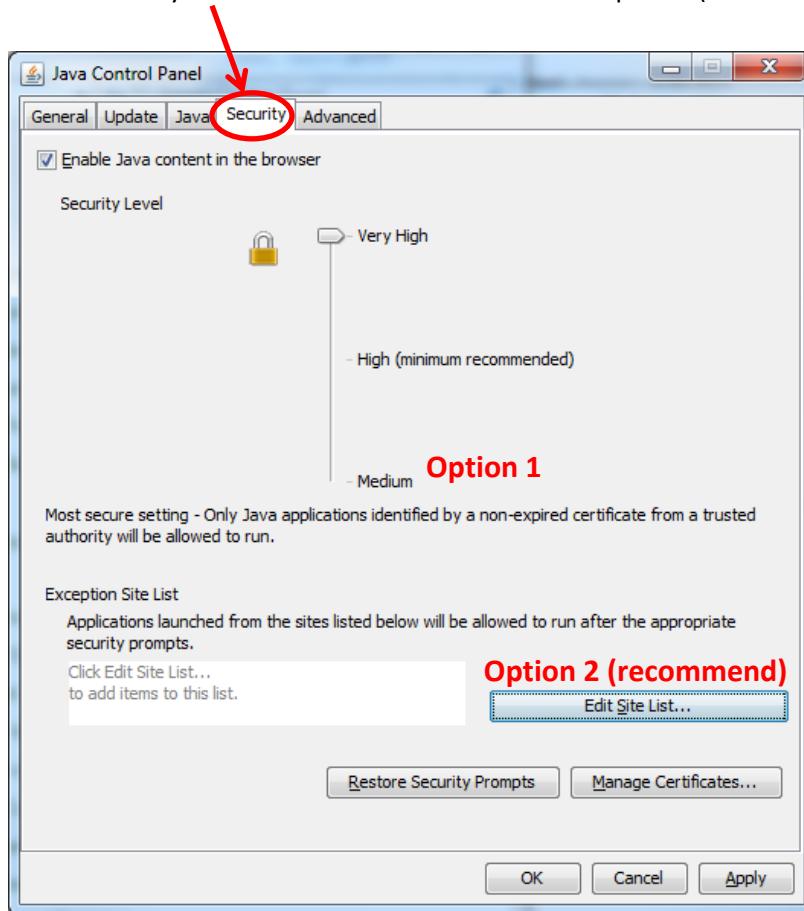 Java Control Panel
General Update Java Security Advanced
Enable Java content in the browser
Security Level
Very High
High (minimum recommended)
Option 1
Medium
Most secure setting - Only Java applications identified by a non-expired certificate from a trusted
authority will be allowed to run.
Exception Site List
Applications launched from the sites listed below will be allowed to run after the appropriate
security prompts.
Click Edit Site List...
to add items to this list.
Option 2 (recommend)
Edit Site List...
Restore Security Prompts Manage Certificates...
OK Cancel Apply